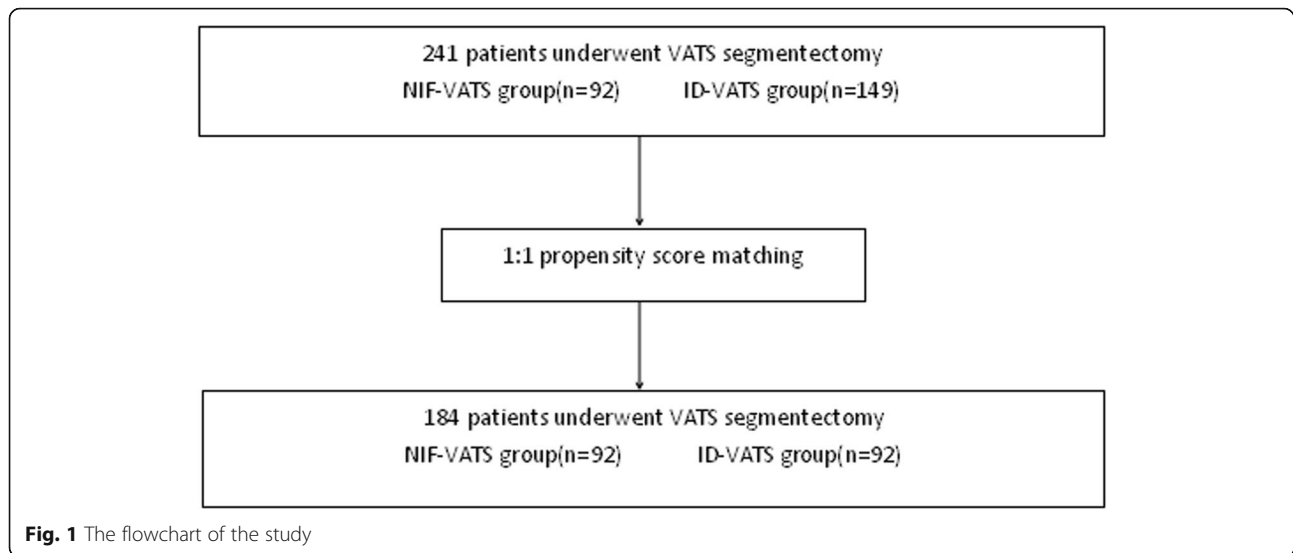 241 patients underwent VATS segmentectomy
NIF-VATS group(n=92) ID-VATS group(n=149)
1:1 propensity score matching
184 patients underwent VATS segmentectomy
NIF-VATS group(n=92) ID-VATS group(n=92)
Fig. 1 The flowchart of the study